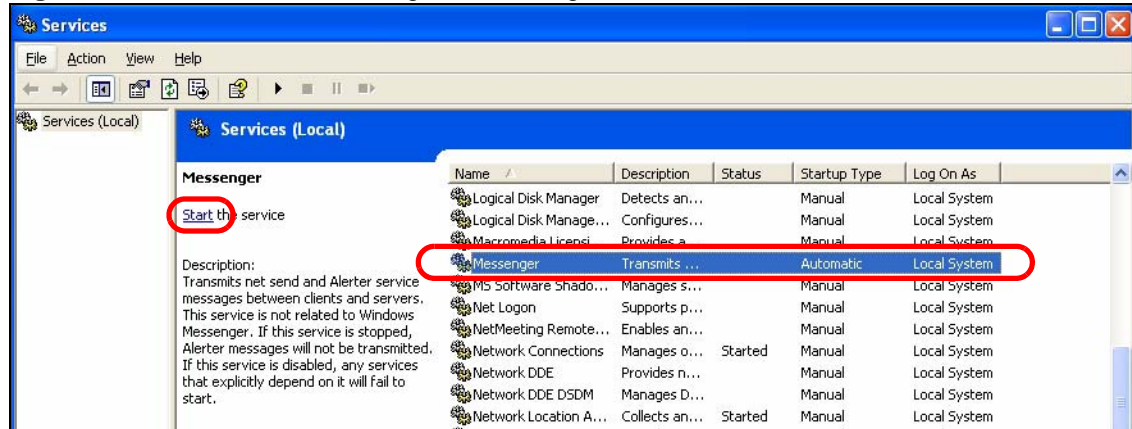 Services
File Action View Help
Services (Local)
Services (Local)
Messenger
Start the service
Description:
Transmits net send and Alerter service
messages between clients and servers.
This service is not related to Windows
Messenger. If this service is stopped,
Alerter messages will not be transmitted.
If this service is disabled, any services
that explicitly depend on it will fail to
start.
Name Description Status Startup Type Log On As
Logical Disk Manager Detects an... Manual Local System
Logical Disk Manage... Configures... Manual Local System
Macromedia Licensi... Provides a... Manual Local System
Messenger Transmits ... Automatic Local System
MS Software Shado... Manages s... Manual Local System
Net Logon Supports p... Manual Local System
NetMeeting Remote... Enables an... Manual Local System
Network Connections Manages o... Started Manual Local System
Network DDE Provides n... Manual Local System
Network DDE DSDM Manages D... Manual Local System
Network Location A... Collects an... Started Manual Local System